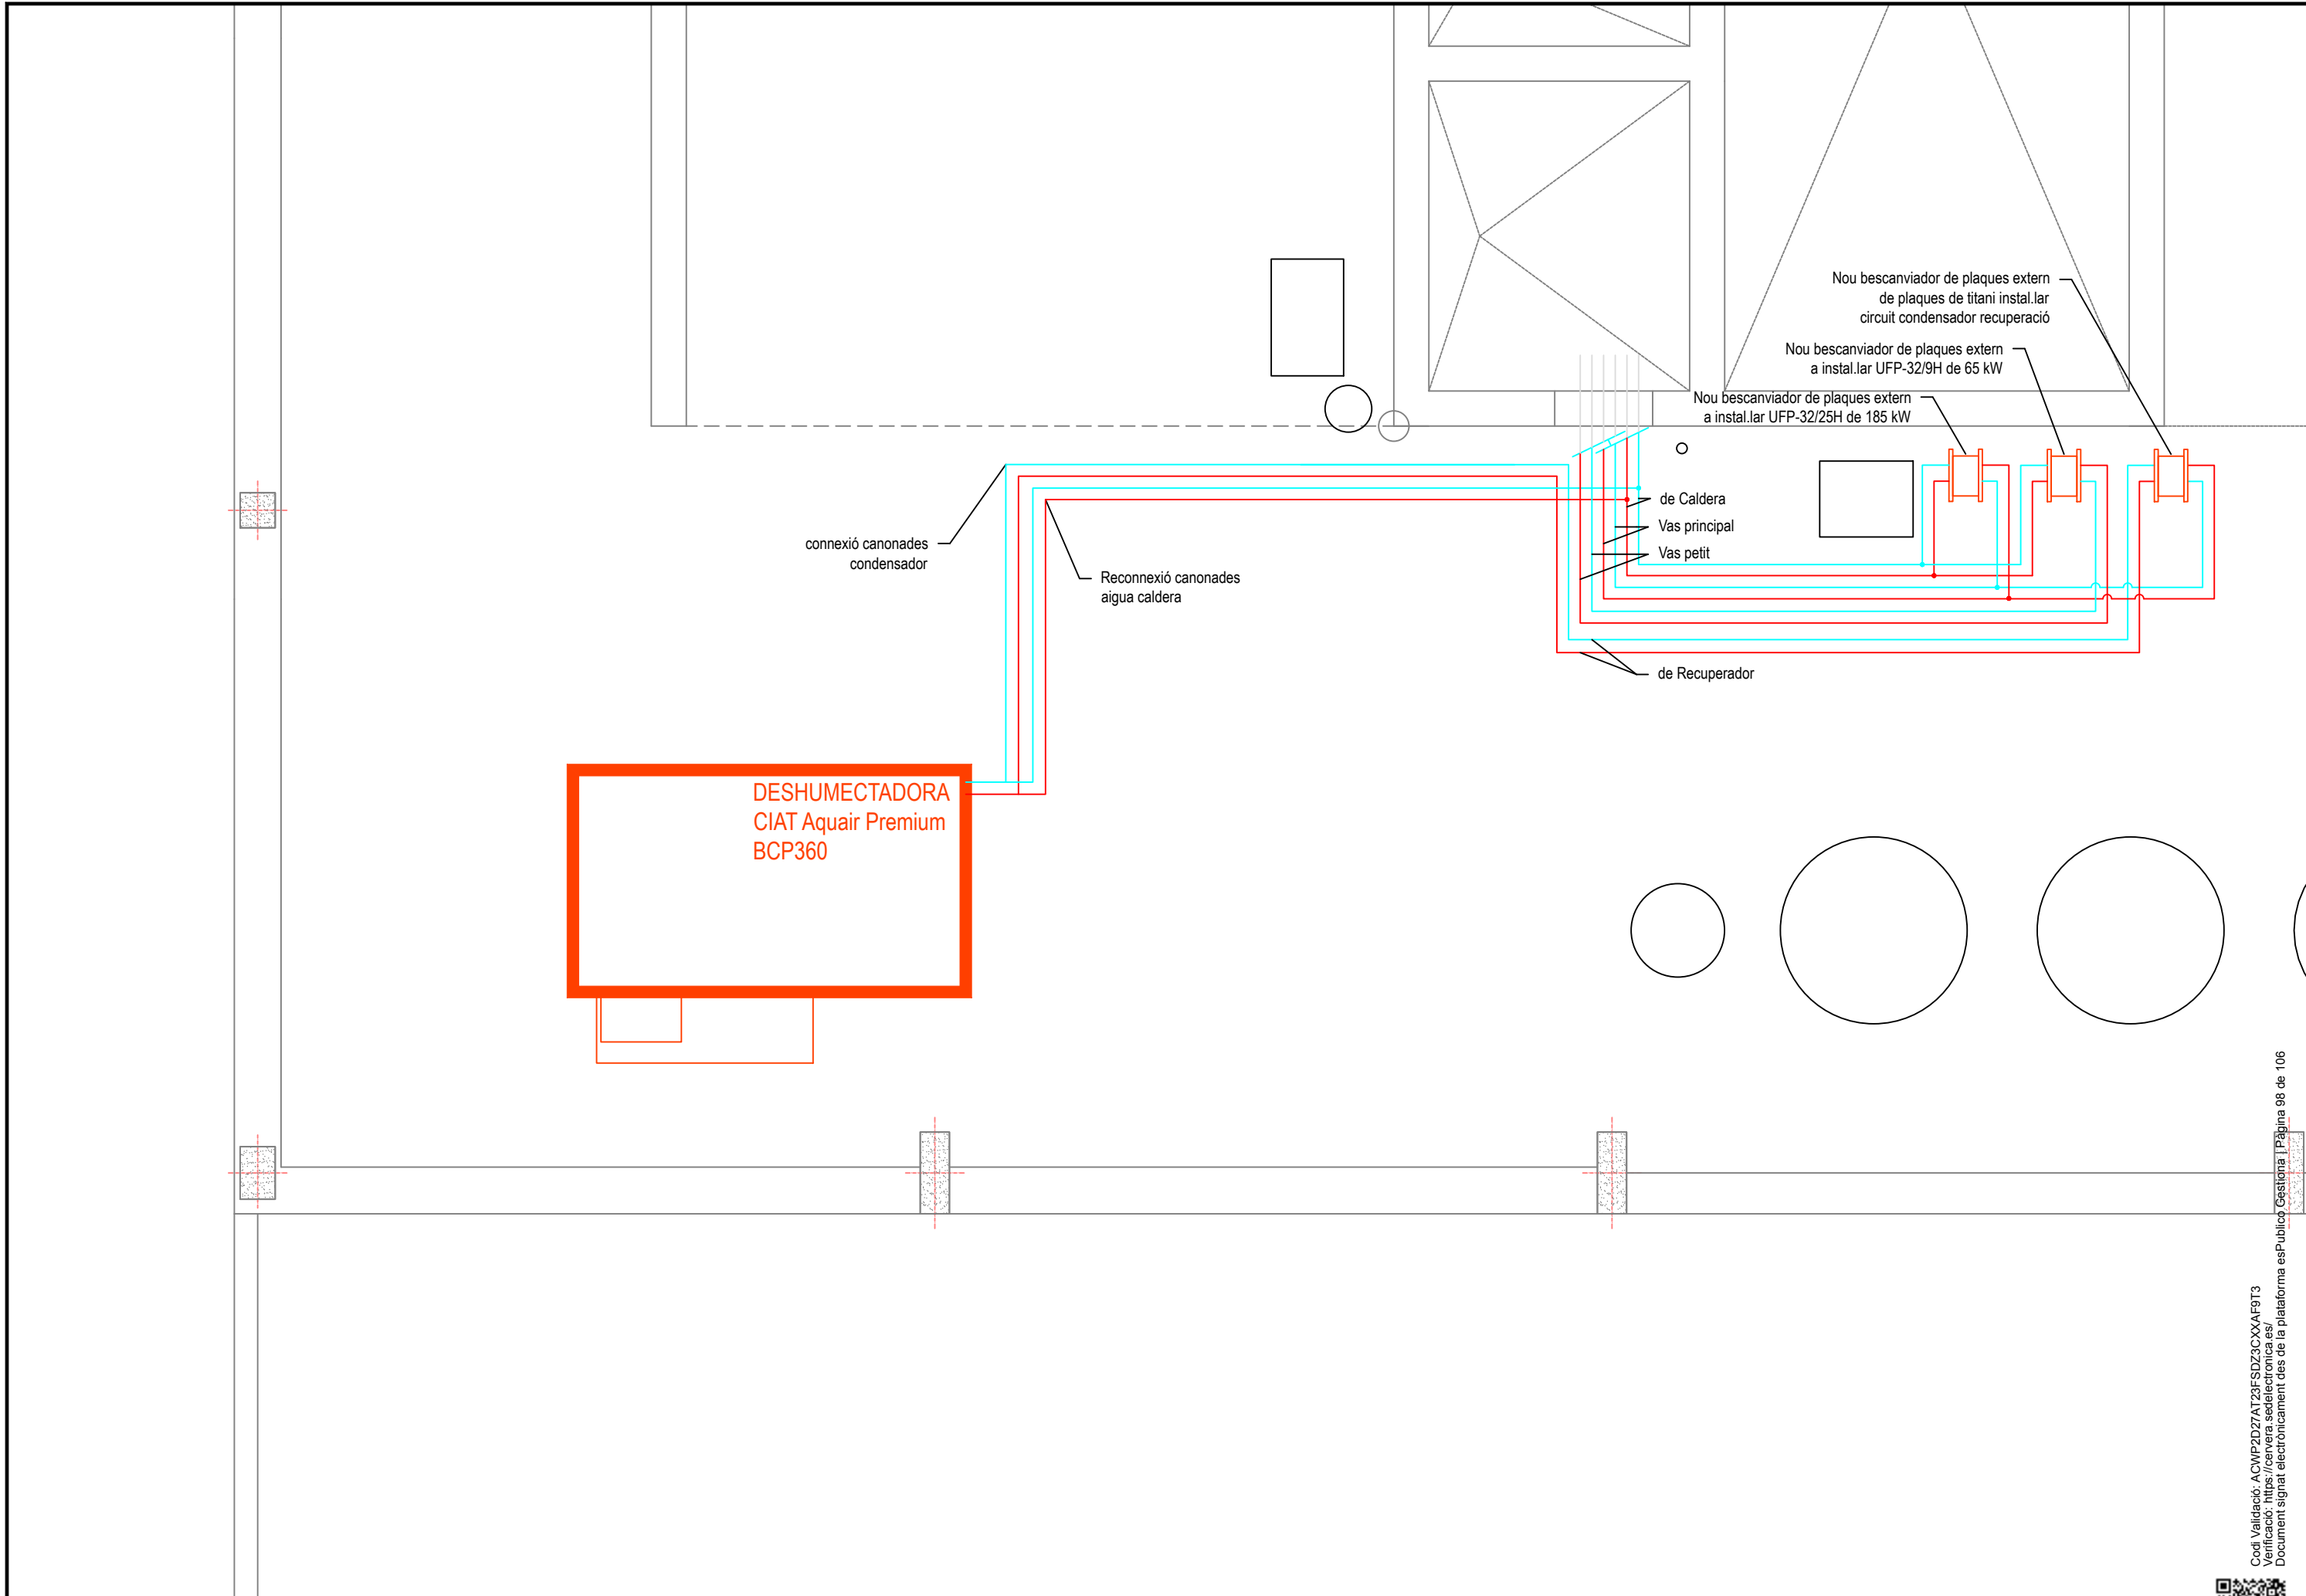 Nou bescanviador de plaques extern
de plaques de titani instal.lar
circuit condensador recuperació
Nou bescanviador de plaques extern
a instal.lar UFP-32/9H de 65 kW
Nou bescanviador de plaques extern
a instal.lar UFP-32/25H de 185 kW
de Caldera
Vas principal
Vas petit
connexió canonades
condensador
Reconnexió canonades
aigua caldera
de Recuperador
DESHUMECTADORA
CIAT Aquair Premium
BCP360
Codi Validació: ACWP2D27AT23FSDZ3CXXAF9T3
Verificació: https://cervera.sedelectronica.es/
Document signat electrònicament des de la plataforma esPublico Gestiona | Pàgina 98 de 106